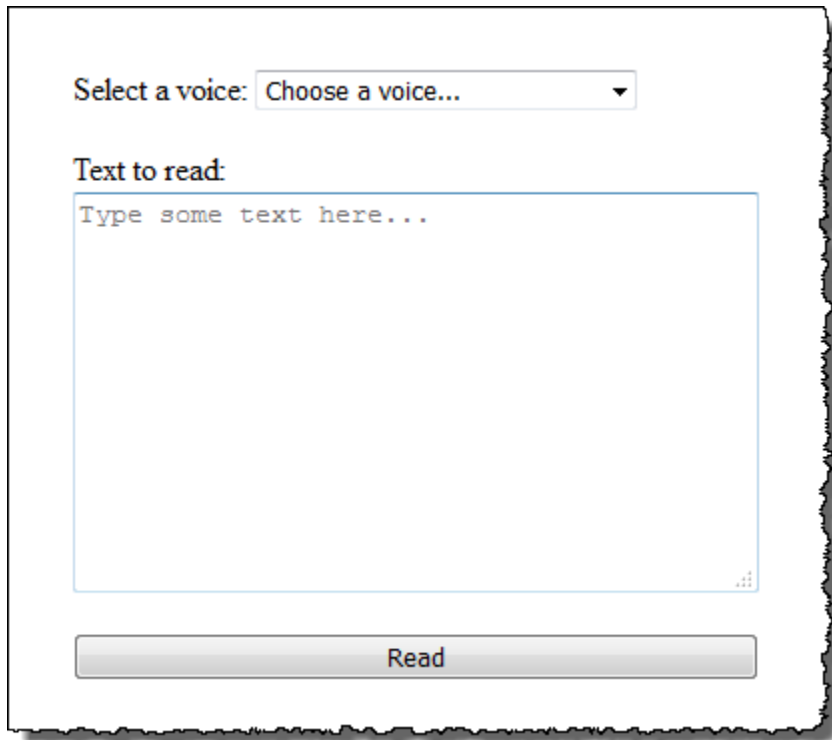 Select a voice: Choose a voice...
Text to read:
Type some text here...
Read